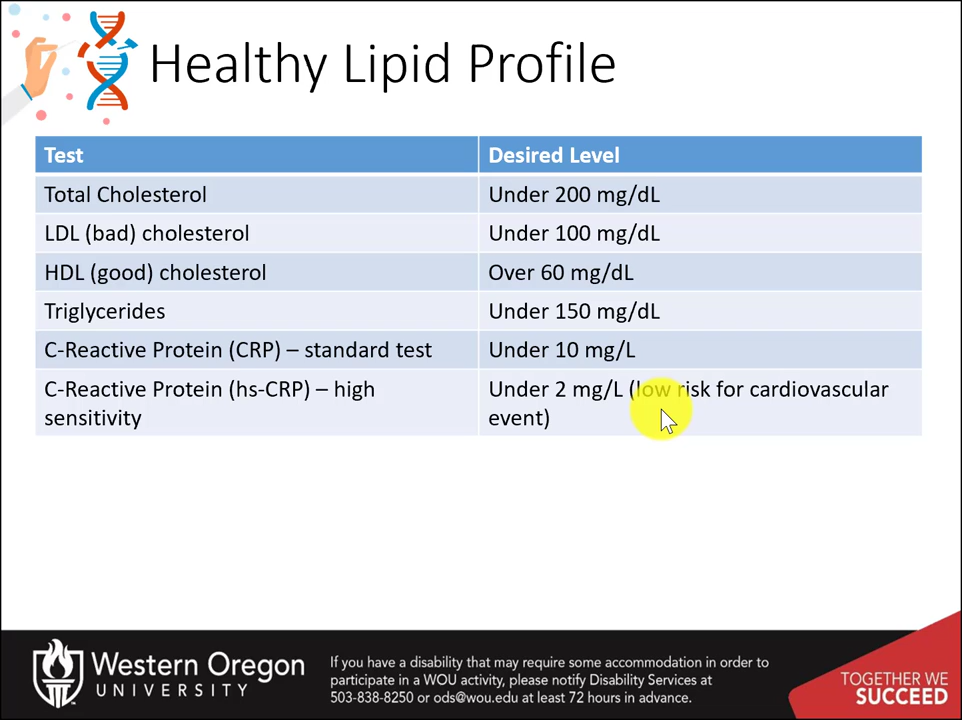 Healthy Lipid Profile
Test Desired Level
Total Cholesterol Under 200 mg/dL
LDL (bad) cholesterol Under 100 mg/dL
HDL (good) cholesterol Over 60 mg/dL
Triglycerides Under 150 mg/dL
C-Reactive Protein (CRP) – standard test Under 10 mg/L
C-Reactive Protein (hs-CRP) – high
sensitivity
Under 2 mg/L (low risk for cardiovascular
event)
Western Oregon
UNIVERSITY
If you have a disability that may require some accommodation in order to
participate in a WOU activity, please notify Disability Services at
503-838-8250 or ods@wou.edu at least 72 hours in advance.
TOGETHER WE
SUCCEED